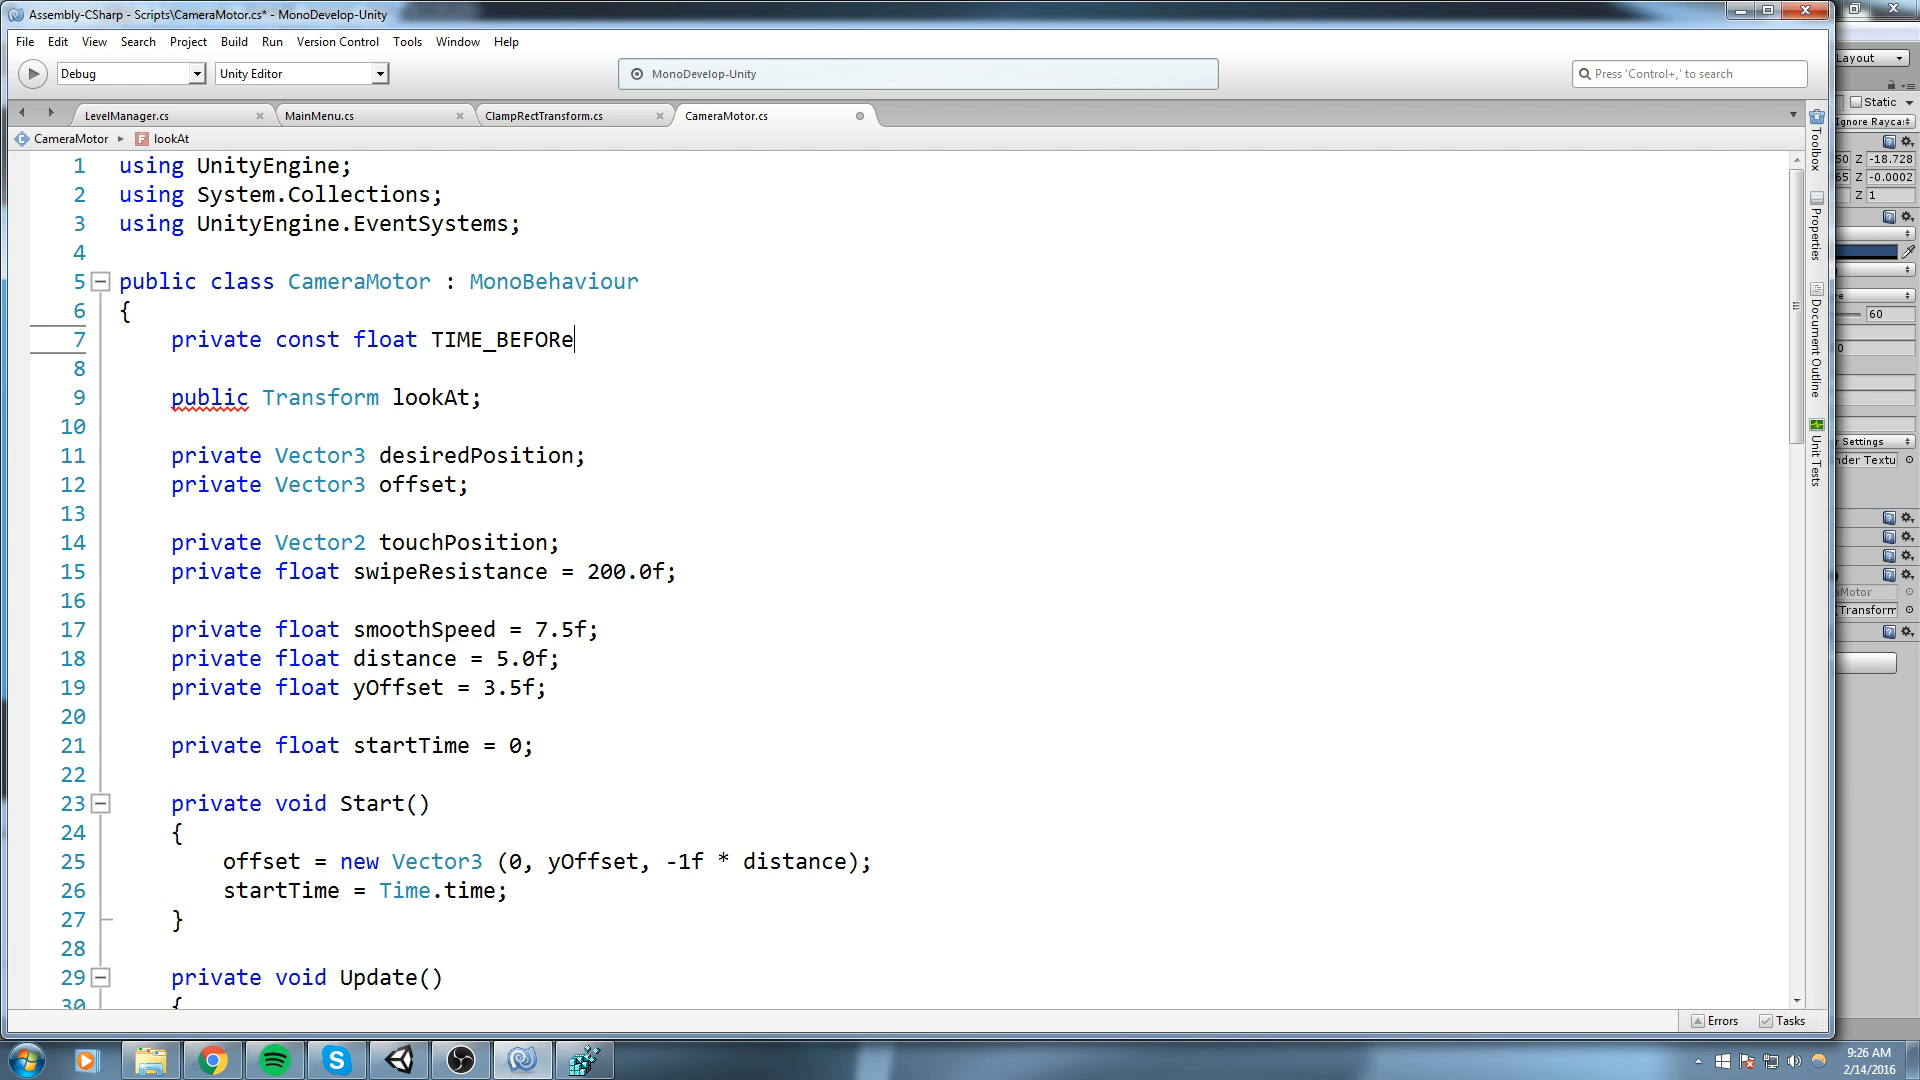 Assembly-CSharp - Scripts\CameraMotor.cs* - MonoDevelop-Unity
File Edit View Search Project Build Run Version Control Tools Window Help
Debug Unity Editor MonoDevelop-Unity Press 'Control+,' to search
LevelManager.cs MainMenu.cs ClampRectTransform.cs CameraMotor.cs
CameraMotor lookAt
1 using UnityEngine;
2 using System.Collections;
3 using UnityEngine.EventSystems;
4
5 public class CameraMotor : MonoBehaviour
6 {
7 private const float TIME_BEFORe
8
9 public Transform lookAt;
10
11 private Vector3 desiredPosition;
12 private Vector3 offset;
13
14 private Vector2 touchPosition;
15 private float swipeResistance = 200.0f;
16
17 private float smoothSpeed = 7.5f;
18 private float distance = 5.0f;
19 private float yOffset = 3.5f;
20
21 private float startTime = 0;
22
23 private void Start()
24 {
25 offset = new Vector3 (0, yOffset, -1f * distance);
26 startTime = Time.time;
27 }
28
29 private void Update()
30 {
Errors Tasks
Toolbox
Properties
Document Outline
Unit Tests
Layout
Static
Ignore Rayca
50 Z -18.728
65 Z -0.0002
Z 1
ve
60
0
r Settings
nder Textu
aMotor
(Transform
9:26 AM
2/14/2016